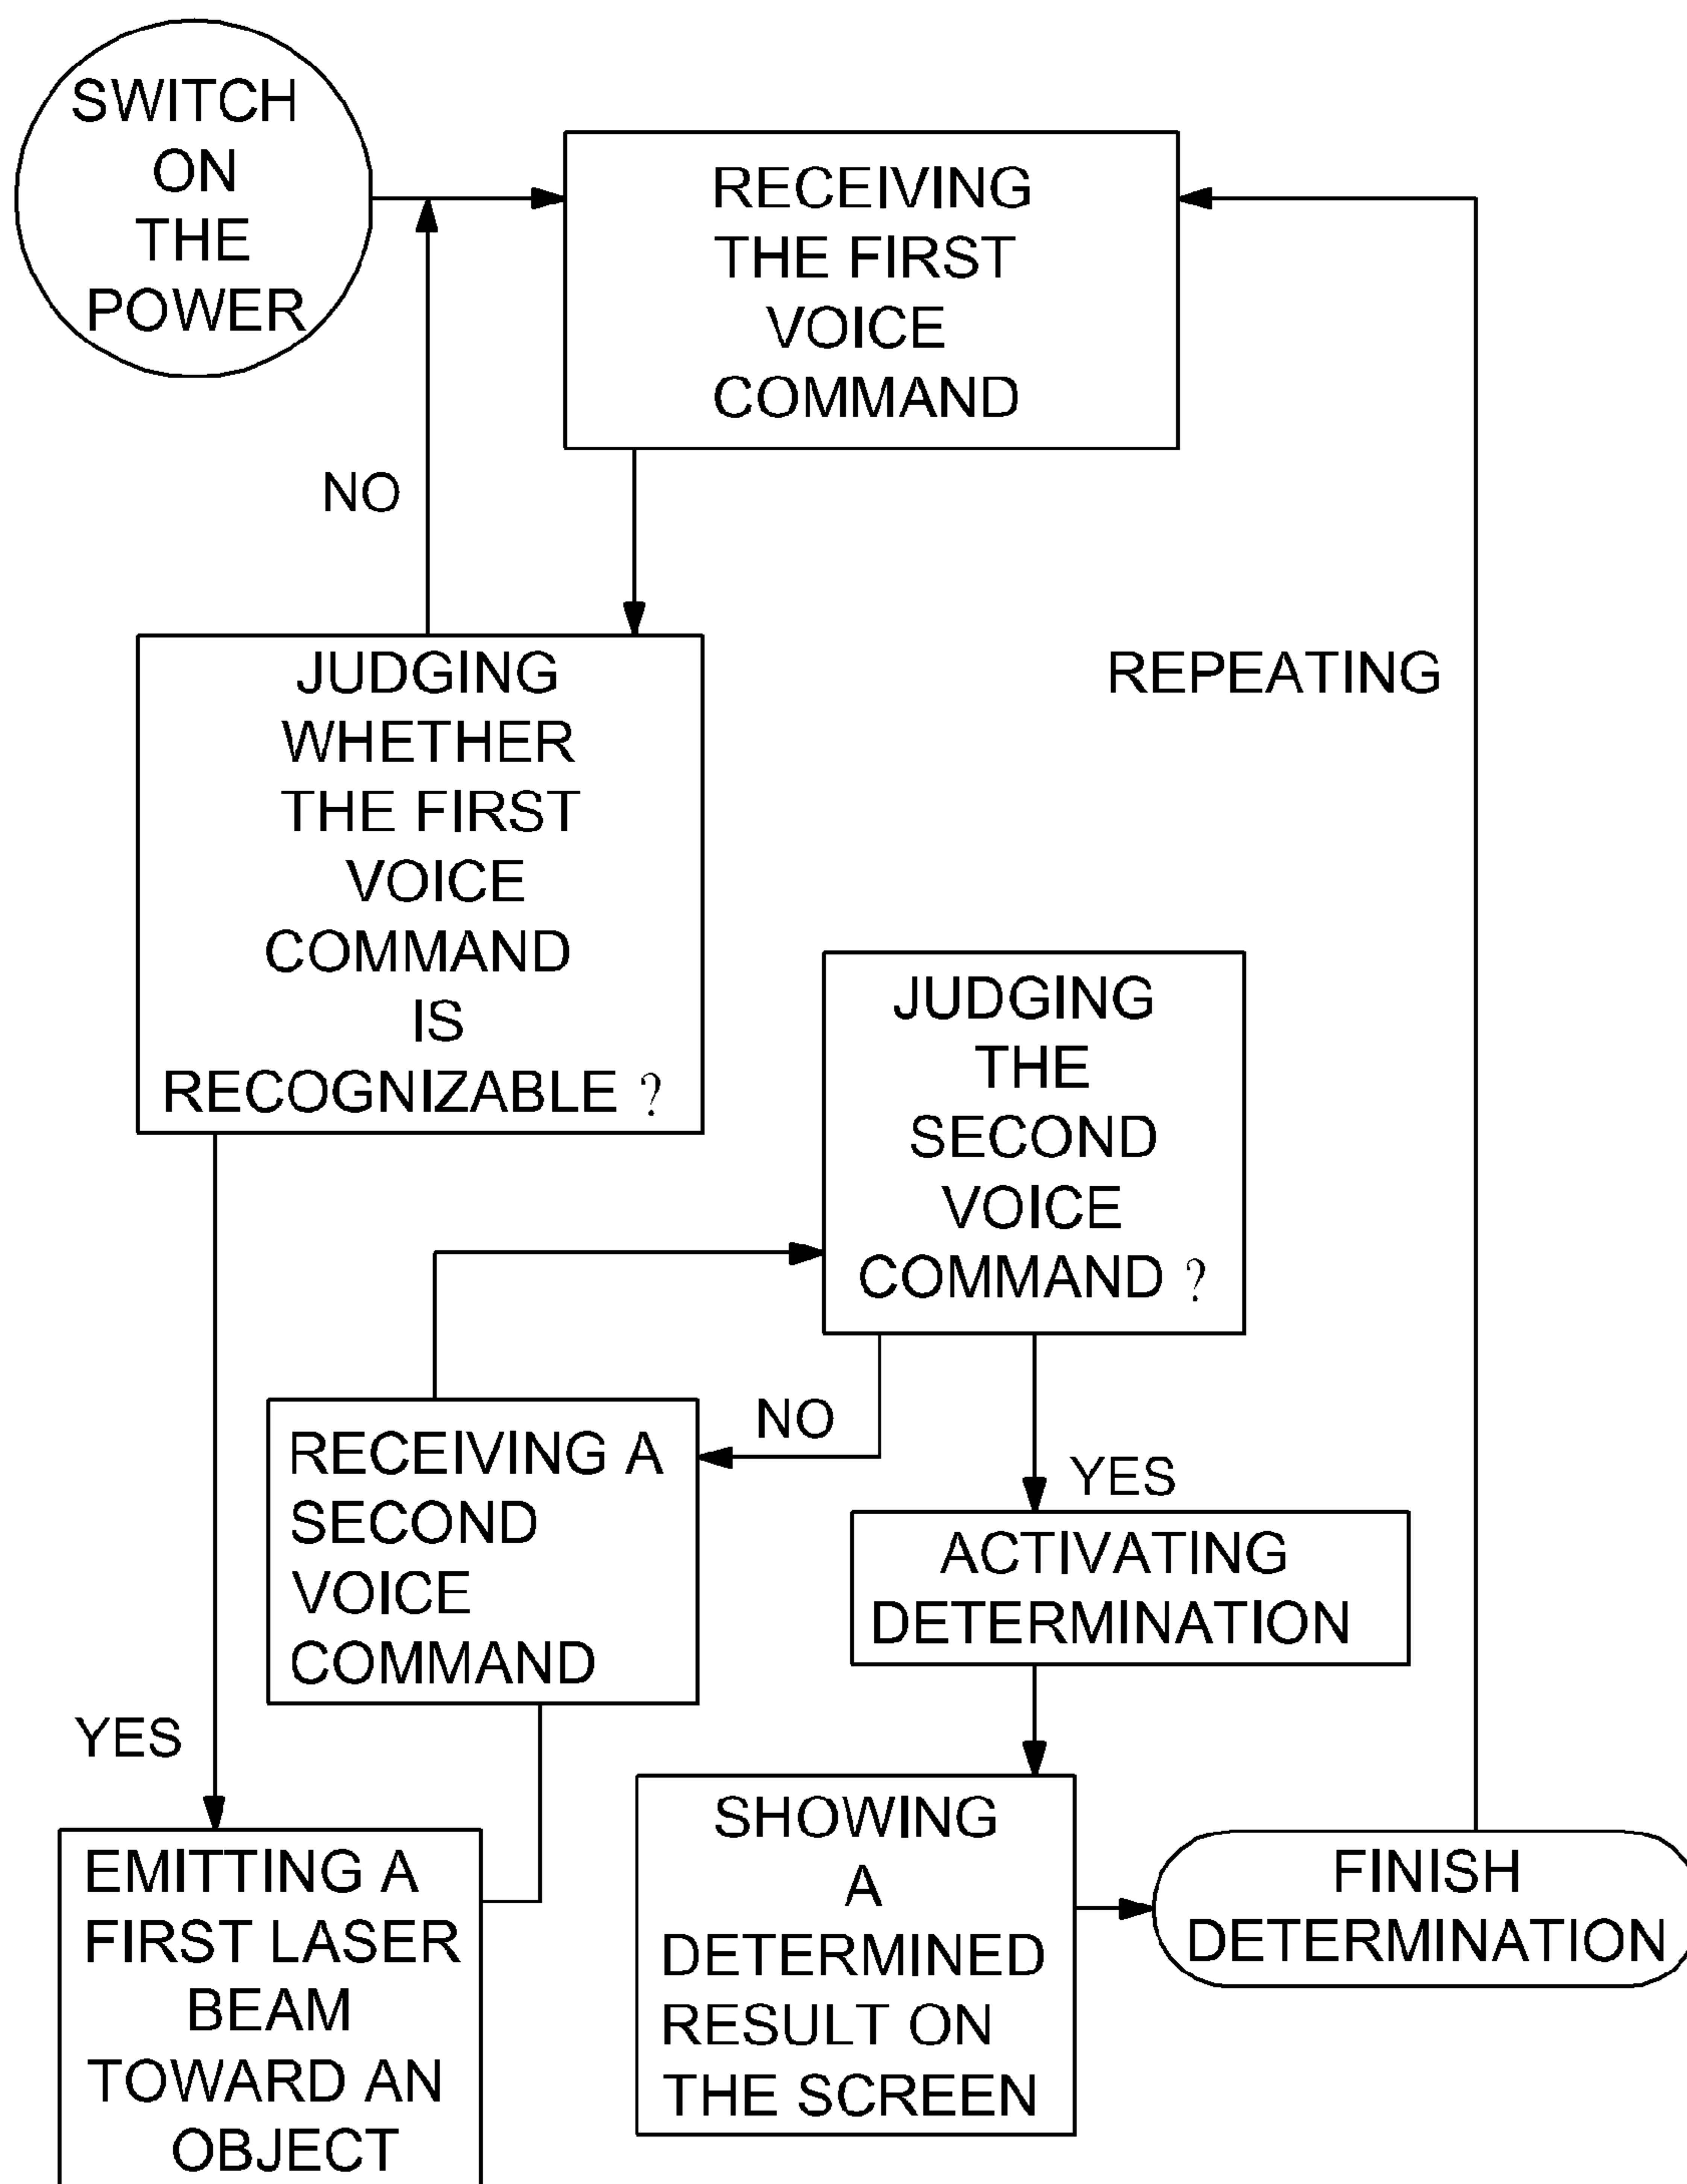 SWITCH
ON
THE
POWER
RECEIVING
THE FIRST
VOICE
COMMAND
NO
JUDGING
WHETHER
THE FIRST
VOICE
COMMAND
IS
RECOGNIZABLE ?
REPEATING
JUDGING
THE
SECOND
VOICE
COMMAND ?
NO
YES
RECEIVING A
SECOND
VOICE
COMMAND
ACTIVATING
DETERMINATION
YES
EMITTING A
FIRST LASER
BEAM
TOWARD AN
OBJECT
SHOWING
A
DETERMINED
RESULT ON
THE SCREEN
FINISH
DETERMINATION